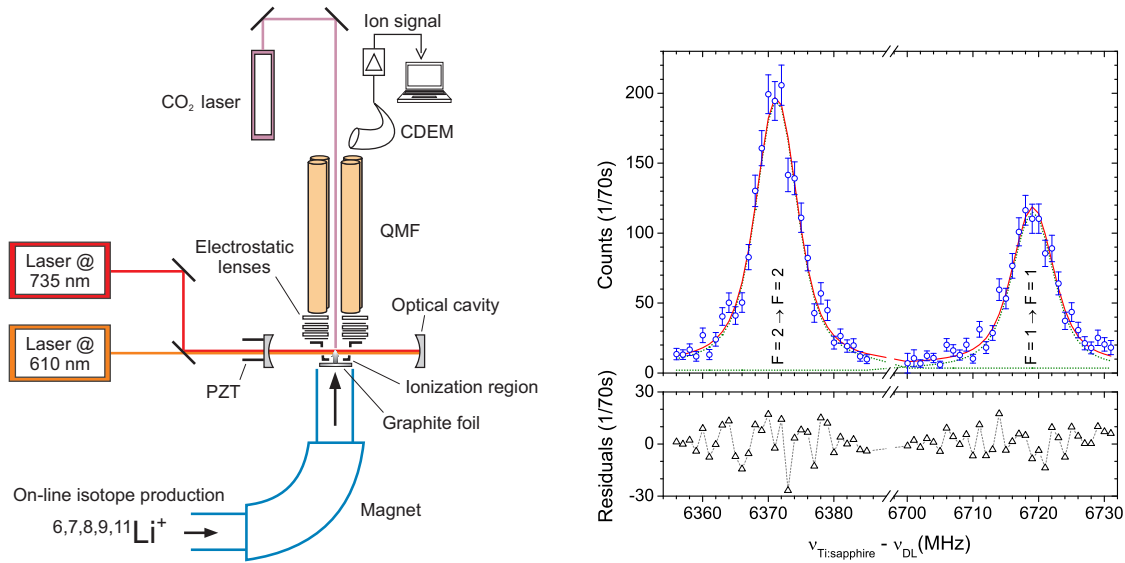 Ion signal
CO₂ laser
CDEM
QMF
Electrostatic
lenses
Laser @
735 nm
Optical cavity
Laser @
610 nm
PZT
Ionization region
Graphite foil
On-line isotope production
6,7,8,9,11Li+
Magnet
Counts (1/70s)
200
150
100
50
0
F=2→F=2
F=1→F=1
Residuals (1/70s)
30
0
-30
6360 6370 6380 6700 6710 6720 6730
νTi:sapphire - νDL(MHz)